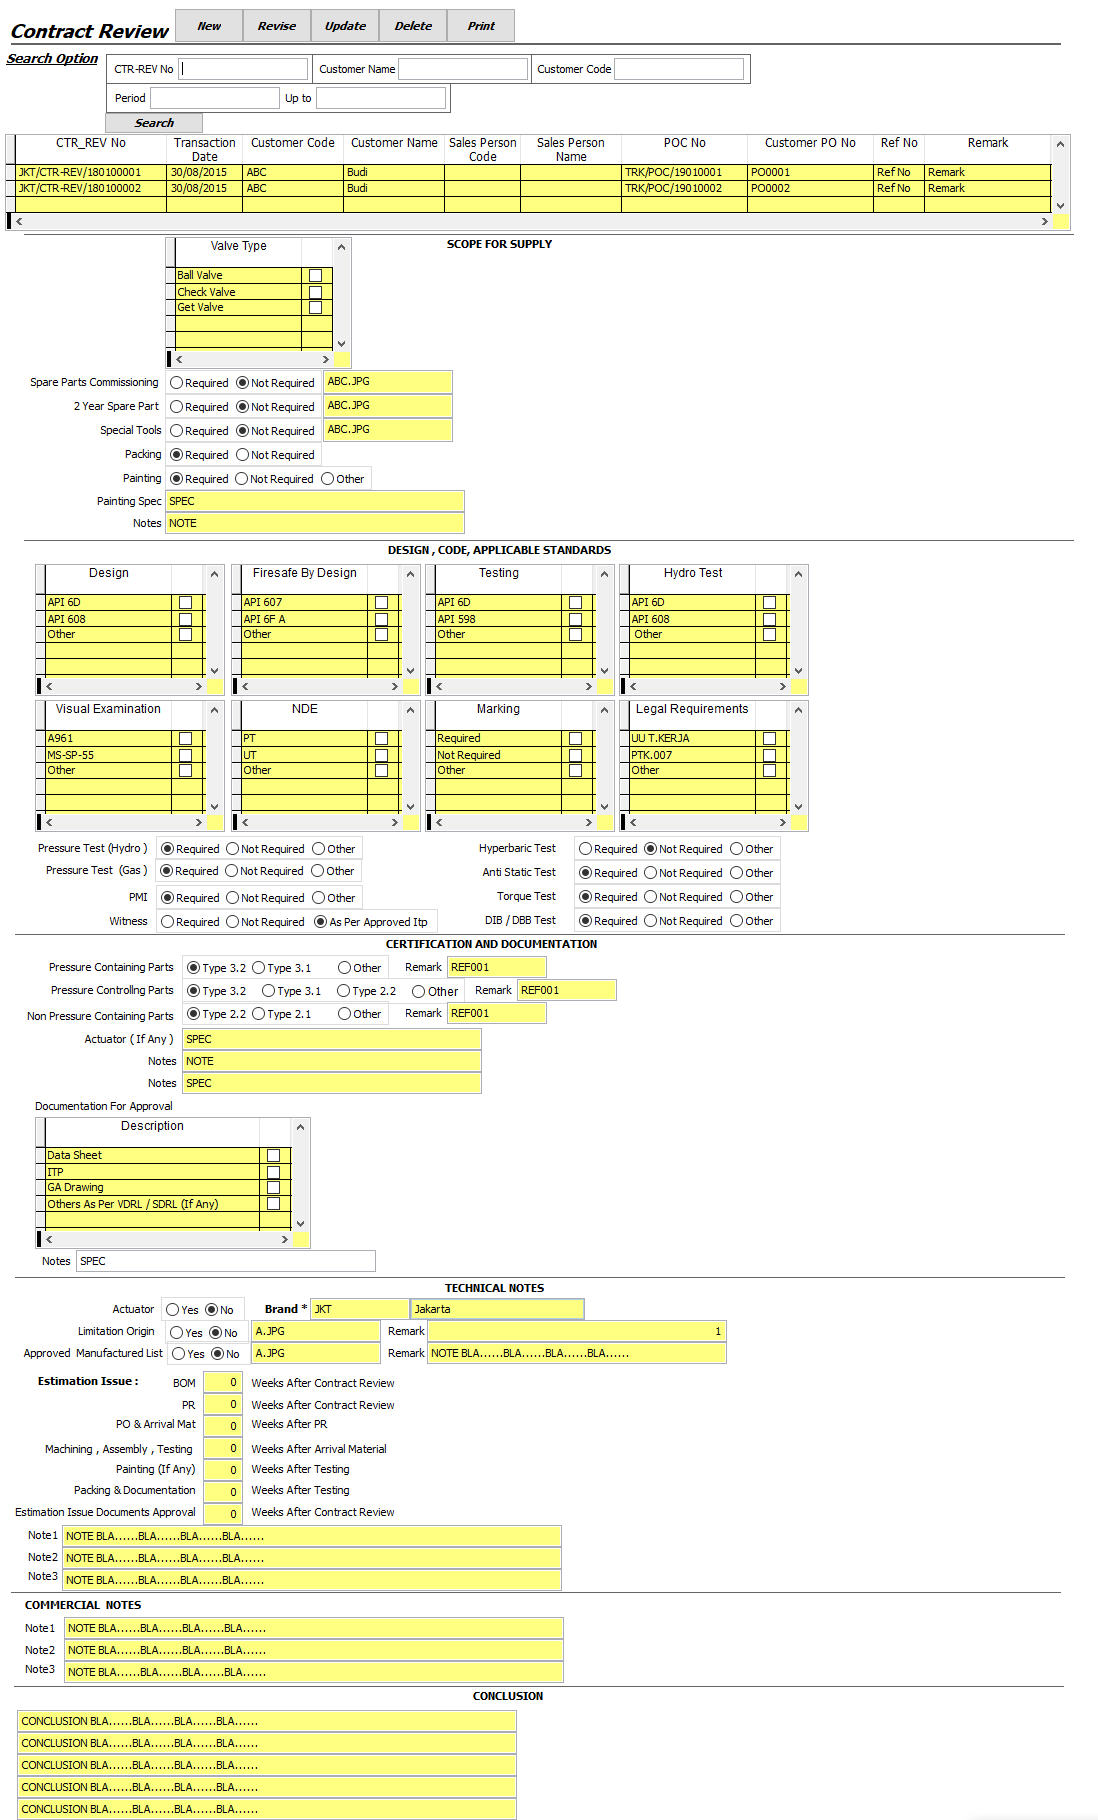 Contract Review New Revise Update Delete Print
Search Option
CTR-REV No Customer Name Customer Code
Period Up to
Search
CTR_REV No Transaction Date Customer Code Customer Name Sales Person Code Sales Person Name POC No Customer PO No Ref No Remark
JKT/CTR-REV/180100001 30/08/2015 ABC Budi TRK/POC/19010001 PO0001 Ref No Remark
JKT/CTR-REV/180100002 30/08/2015 ABC Budi TRK/POC/19010002 PO0002 Ref No Remark
SCOPE FOR SUPPLY
Valve Type
Ball Valve
Check Valve
Get Valve
Spare Parts Commissioning Required Not Required ABC.JPG
2 Year Spare Part Required Not Required ABC.JPG
Special Tools Required Not Required ABC.JPG
Packing Required Not Required
Painting Required Not Required Other
Painting Spec SPEC
Notes NOTE
DESIGN , CODE, APPLICABLE STANDARDS
Design Firesafe By Design Testing Hydro Test
API 6D API 607 API 6D API 6D
API 608 API 6F A API 598 API 608
Other Other Other Other
Visual Examination NDE Marking Legal Requirements
A961 PT Required UU T.KERJA
MS-SP-55 UT Not Required PTK.007
Other Other Other Other
Pressure Test (Hydro ) Required Not Required Other Hyperbaric Test Required Not Required Other
Pressure Test (Gas ) Required Not Required Other Anti Static Test Required Not Required Other
PMI Required Not Required Other Torque Test Required Not Required Other
Witness Required Not Required As Per Approved Itp DIB / DBB Test Required Not Required Other
CERTIFICATION AND DOCUMENTATION
Pressure Containing Parts Type 3.2 Type 3.1 Other Remark REF001
Pressure Controllng Parts Type 3.2 Type 3.1 Type 2.2 Other Remark REF001
Non Pressure Containing Parts Type 2.2 Type 2.1 Other Remark REF001
Actuator ( If Any ) SPEC
Notes NOTE
Notes SPEC
Documentation For Approval
Description
Data Sheet
ITP
GA Drawing
Others As Per VDRL / SDRL (If Any)
Notes SPEC
TECHNICAL NOTES
Actuator Yes No Brand * JKT Jakarta
Limitation Origin Yes No A.JPG Remark 1
Approved Manufactured List Yes No A.JPG Remark NOTE BLA......BLA......BLA......BLA......
Estimation Issue : BOM 0 Weeks After Contract Review
PR 0 Weeks After Contract Review
PO & Arrival Mat 0 Weeks After PR
Machining , Assembly , Testing 0 Weeks After Arrival Material
Painting (If Any) 0 Weeks After Testing
Packing & Documentation 0 Weeks After Testing
Estimation Issue Documents Approval 0 Weeks After Contract Review
Note1 NOTE BLA......BLA......BLA......BLA......
Note2 NOTE BLA......BLA......BLA......BLA......
Note3 NOTE BLA......BLA......BLA......BLA......
COMMERCIAL NOTES
Note1 NOTE BLA......BLA......BLA......BLA......
Note2 NOTE BLA......BLA......BLA......BLA......
Note3 NOTE BLA......BLA......BLA......BLA......
CONCLUSION
CONCLUSION BLA......BLA......BLA......BLA......
CONCLUSION BLA......BLA......BLA......BLA......
CONCLUSION BLA......BLA......BLA......BLA......
CONCLUSION BLA......BLA......BLA......BLA......
CONCLUSION BLA......BLA......BLA......BLA......